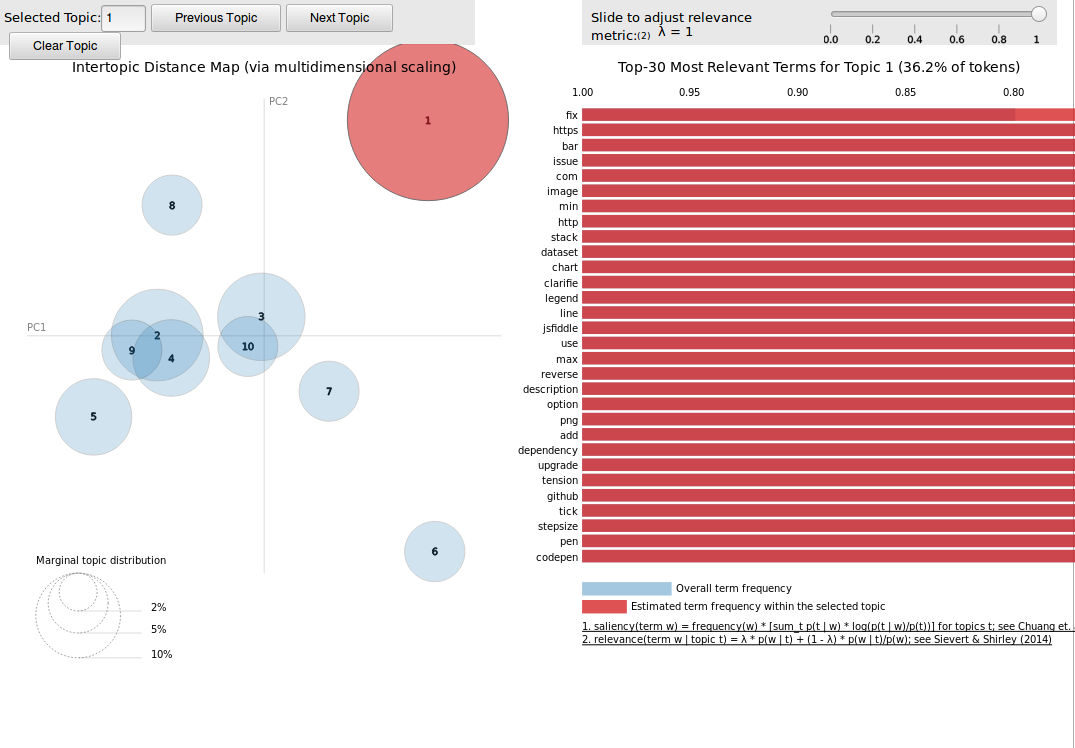 Selected Topic: 1 Previous Topic Next Topic
Clear Topic
Slide to adjust relevance
metric:(2) λ = 1
0.0 0.2 0.4 0.6 0.8 1
Intertopic Distance Map (via multidimensional scaling)
PC2
PC1
1
8
3
2
10
9
4
7
5
6
Marginal topic distribution
2%
5%
10%
Top-30 Most Relevant Terms for Topic 1 (36.2% of tokens)
1.00 0.95 0.90 0.85 0.80
fix
https
bar
issue
com
image
min
http
stack
dataset
chart
clarifie
legend
line
jsfiddle
use
max
reverse
description
option
png
add
dependency
upgrade
tension
github
tick
stepsize
pen
codepen
Overall term frequency
Estimated term frequency within the selected topic
1. saliency(term w) = frequency(w) * [sum_t p(t | w) * log(p(t | w)/p(t))] for topics t; see Chuang et.
2. relevance(term w | topic t) = λ * p(w | t) + (1 - λ) * p(w | t)/p(w); see Sievert & Shirley (2014)